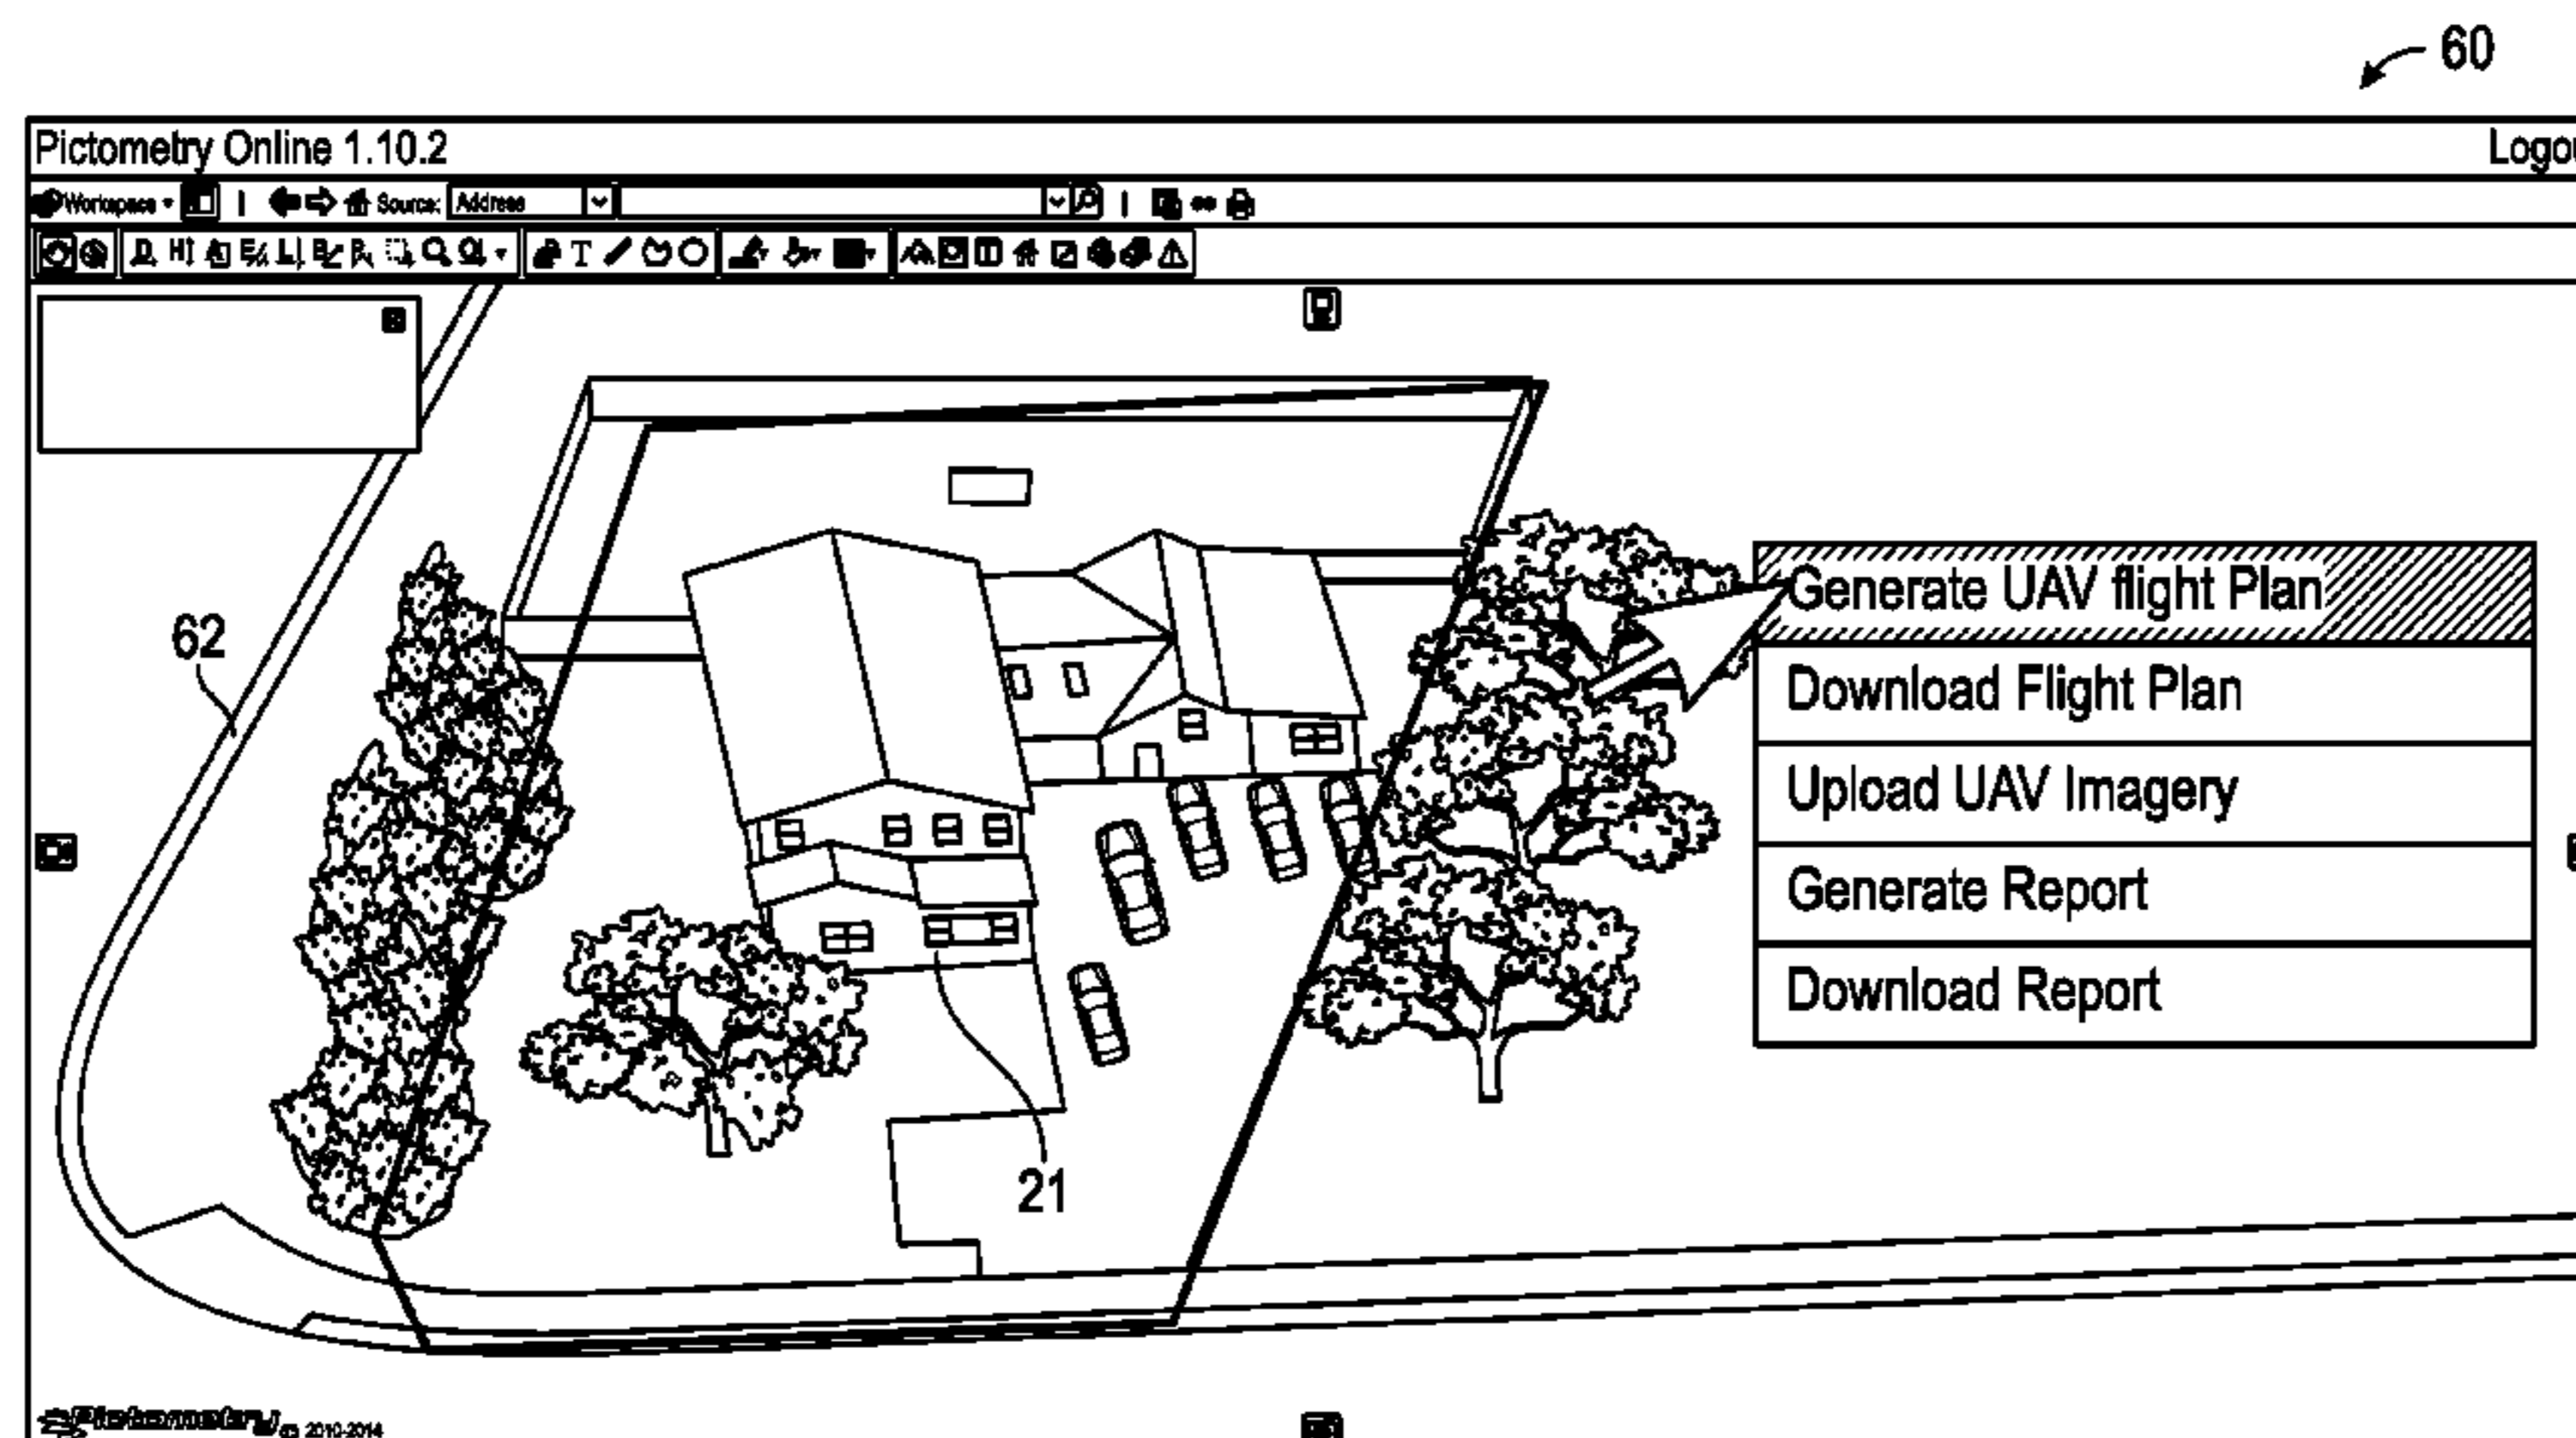 60
Pictometry Online 1.10.2
Workspace Source: Address
T
Generate UAV flight Plan
62
Download Flight Plan
Upload UAV Imagery
Generate Report
Download Report
21
Pictometry © 2010-2014